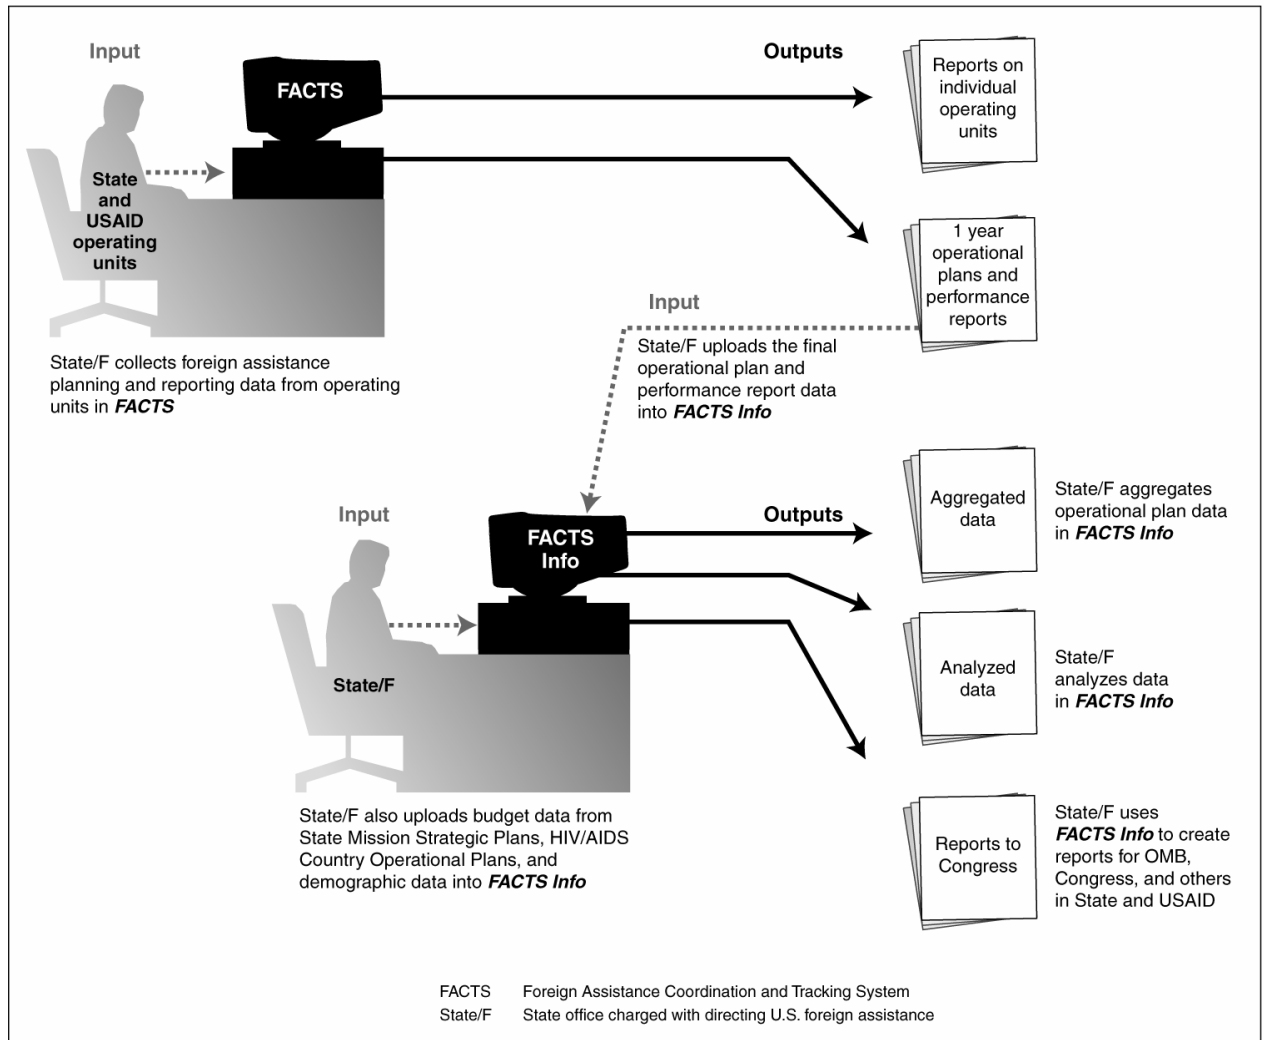 Input
FACTS
Outputs
Reports on
individual
operating
units
State
and
USAID
operating
units
1 year
operational
plans and
performance
reports
State/F collects foreign assistance
planning and reporting data from operating
units in FACTS
Input
State/F uploads the final
operational plan and
performance report data
into FACTS Info
Input
FACTS
Info
Outputs
Aggregated
data
State/F aggregates
operational plan data
in FACTS Info
State/F
Analyzed
data
State/F
analyzes data
in FACTS Info
State/F also uploads budget data from
State Mission Strategic Plans, HIV/AIDS
Country Operational Plans, and
demographic data into FACTS Info
Reports to
Congress
State/F uses
FACTS Info to create
reports for OMB,
Congress, and others
in State and USAID
FACTS Foreign Assistance Coordination and Tracking System
State/F State office charged with directing U.S. foreign assistance